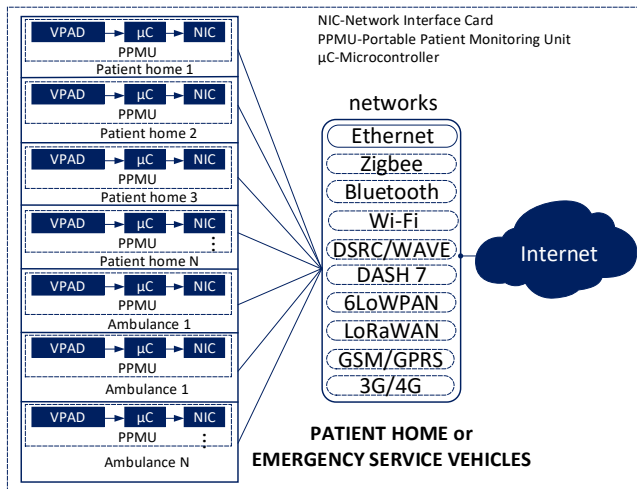 VPAD μC NIC
PPMU
Patient home 1
VPAD μC NIC
PPMU
Patient home 2
VPAD μC NIC
PPMU
Patient home 3
VPAD μC NIC
PPMU ⋮
Patient home N
VPAD μC NIC
PPMU
Ambulance 1
VPAD μC NIC
PPMU
Ambulance 1
VPAD μC NIC
PPMU ⋮
Ambulance N
NIC-Network Interface Card
PPMU-Portable Patient Monitoring Unit
μC-Microcontroller
networks
Ethernet
Zigbee
Bluetooth
Wi-Fi
DSRC/WAVE
DASH 7
6LoWPAN
LoRaWAN
GSM/GPRS
3G/4G
Internet
PATIENT HOME or
EMERGENCY SERVICE VEHICLES